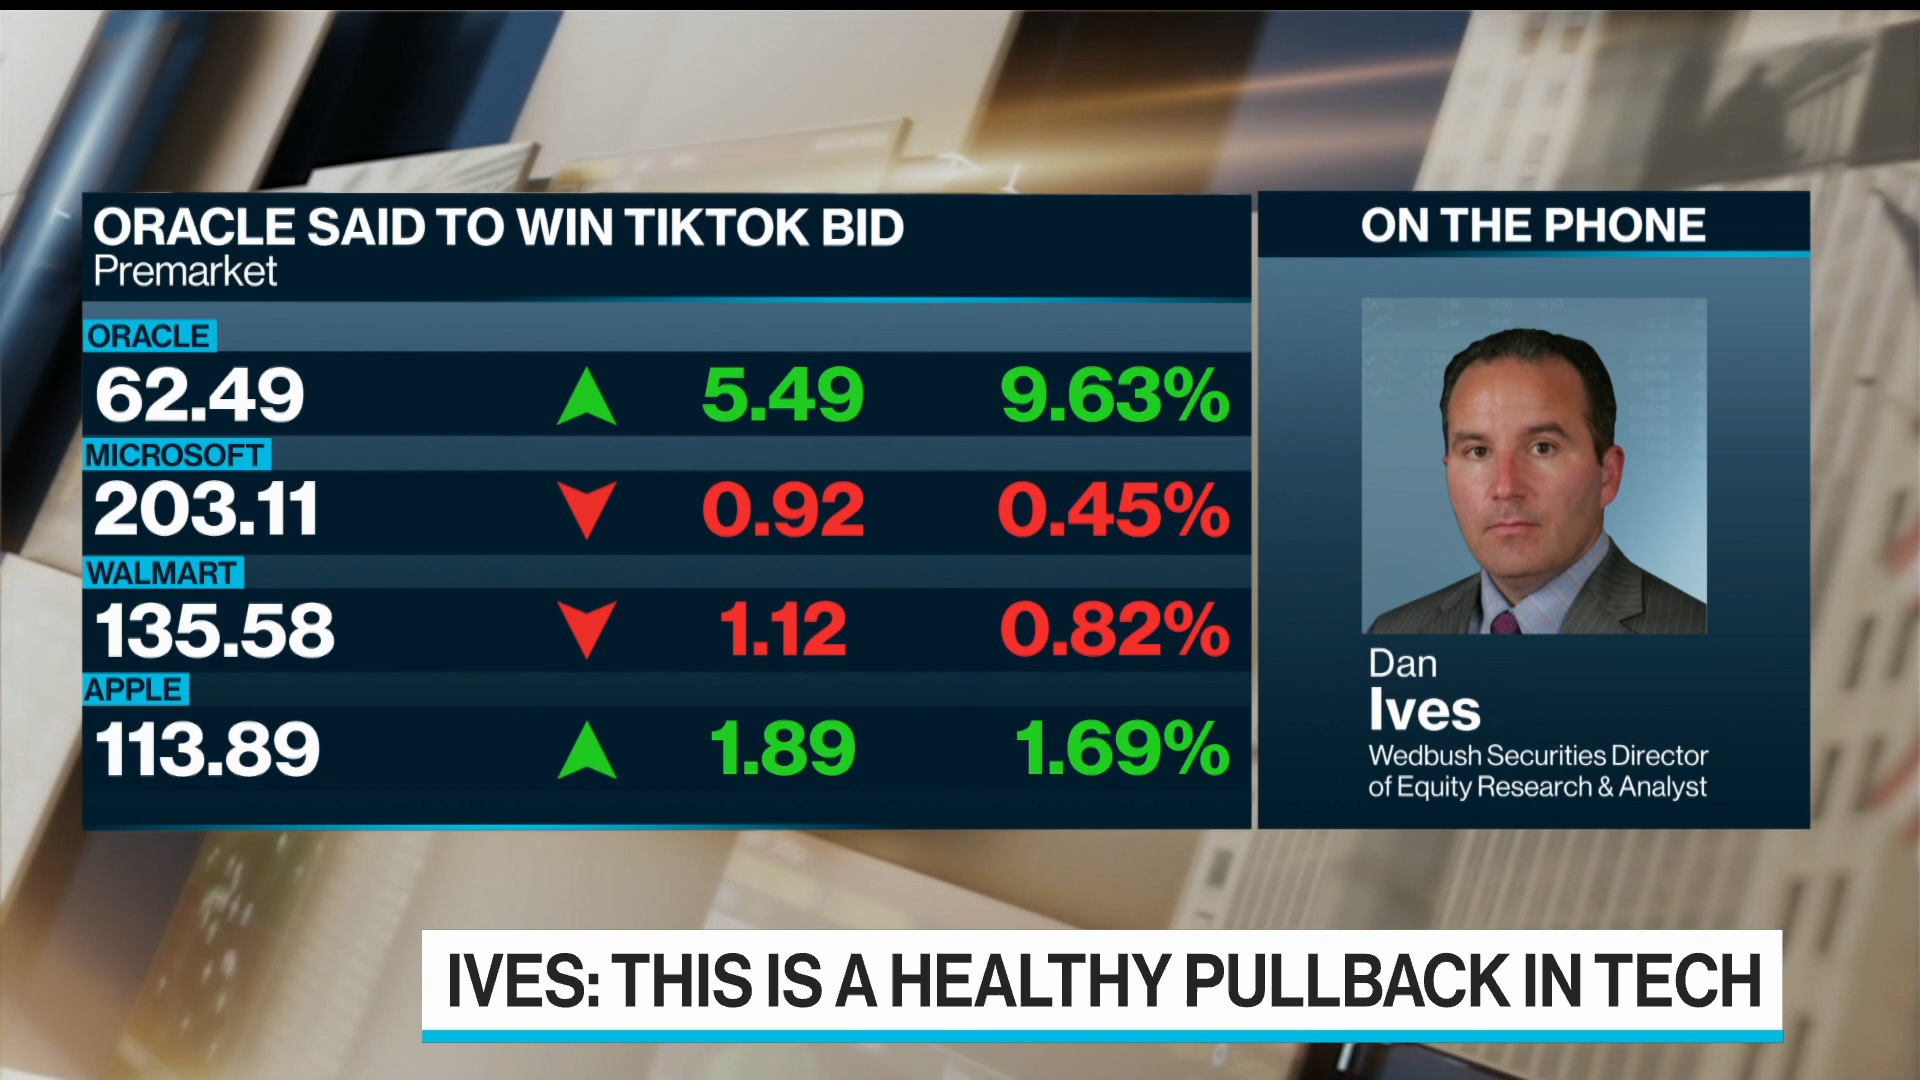 ORACLE SAID TO WIN TIKTOK BID
Premarket
ORACLE
62.49 ▲ 5.49 9.63%
MICROSOFT
203.11 ▼ 0.92 0.45%
WALMART
135.58 ▼ 1.12 0.82%
APPLE
113.89 ▲ 1.89 1.69%
ON THE PHONE
Dan
Ives
Wedbush Securities Director
of Equity Research & Analyst
IVES: THIS IS A HEALTHY PULLBACK IN TECH